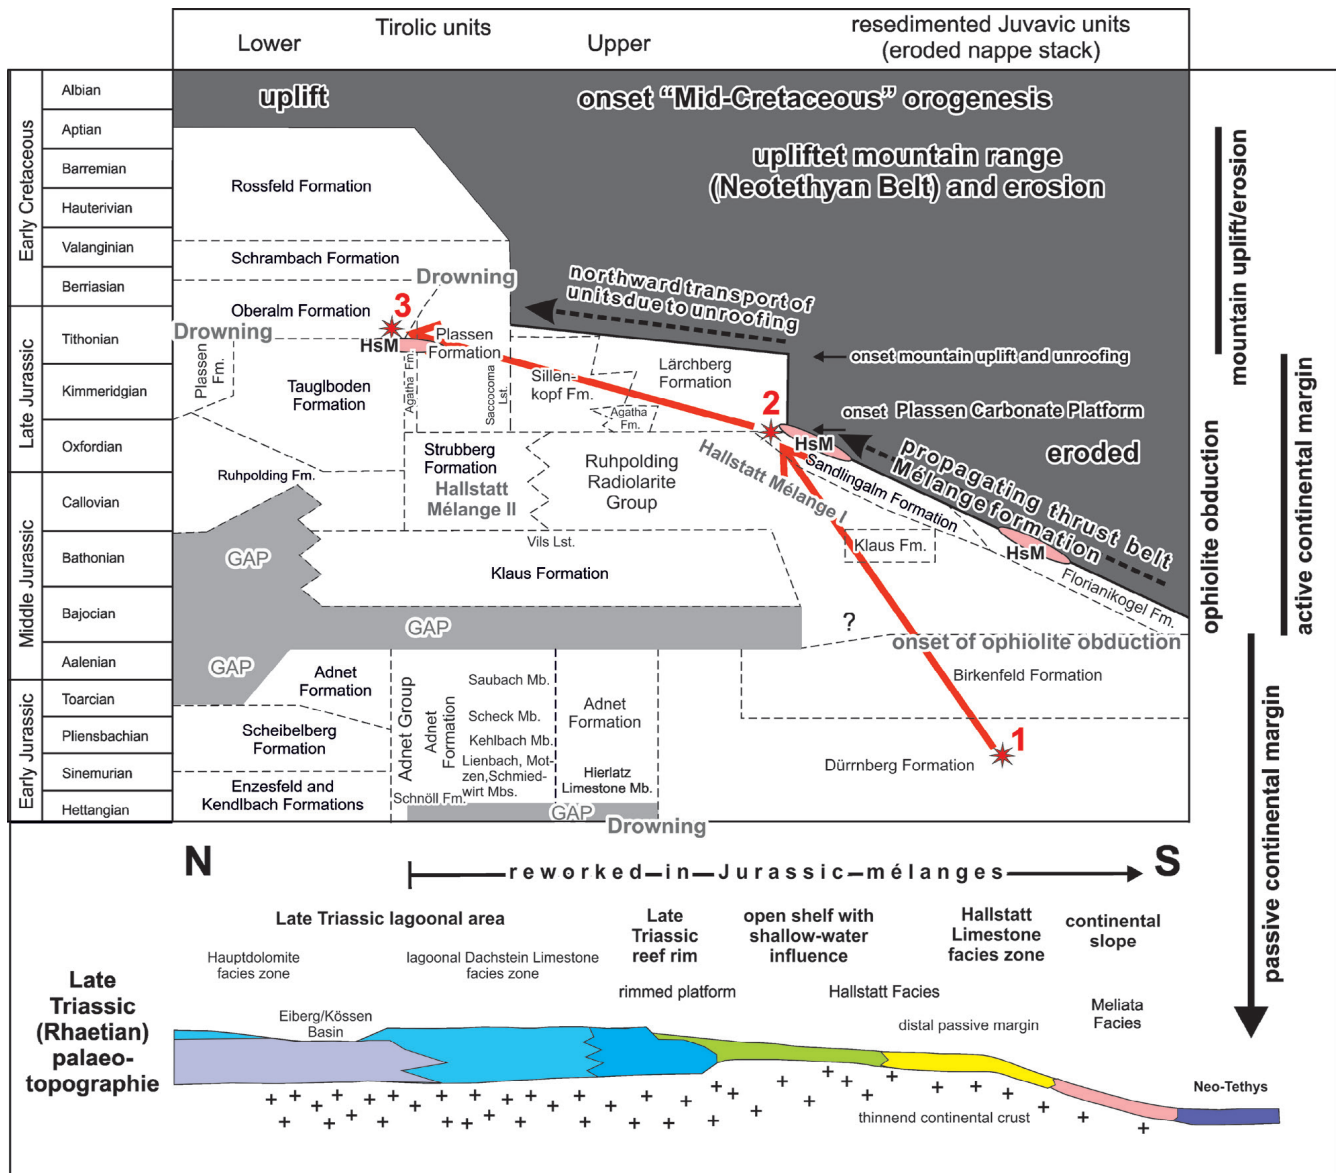 Tirolic units
Lower
Upper
resedimented Juvavic units
(eroded nappe stack)
Early Cretaceous
Late Jurassic
Middle Jurassic
Early Jurassic
Albian
Aptian
Barremian
Hauterivian
Valanginian
Berriasian
Tithonian
Kimmeridgian
Oxfordian
Callovian
Bathonian
Bajocian
Aalenian
Toarcian
Pliensbachian
Sinemurian
Hettangian
uplift
onset “Mid-Cretaceous” orogenesis
upliftet mountain range
(Neotethyan Belt) and erosion
Rossfeld Formation
Schrambach Formation
Drowning
northward transport of
units due to unroofing
Oberalm Formation
3
Drowning
HsM
Plassen
Formation
Plassen
Fm.
Tauglboden
Formation
Agatha Fm.
Saccocoma
Lst.
Sillen-
kopf Fm.
Lärchberg
Formation
Agatha
Fm.
onset mountain uplift and unroofing
2
onset Plassen Carbonate Platform
HsM
eroded
propagating thrust belt
Mélange formation
Strubberg
Formation
Hallstatt
Mélange II
Ruhpolding
Radiolarite
Group
Hallstatt Mélange I
Sandlingalm Formation
Ruhpolding Fm.
GAP
Vils Lst.
Klaus Formation
Klaus Fm.
HsM
Florianikogel Fm.
GAP
?
onset of ophiolite obduction
GAP
Adnet
Formation
Birkenfeld Formation
Scheibelberg
Formation
Enzesfeld and
Kendlbach Formations
Adnet Group
Adnet
Formation
Saubach Mb.
Scheck Mb.
Kehlbach Mb.
Lienbach, Mot-
zen,Schmied-
wirt Mbs.
Schnöll Fm.
Adnet
Formation
Hierlatz
Limestone Mb.
GAP
Drowning
1
Dürrnberg Formation
mountain uplift/erosion
ophiolite obduction
active continental margin
passive continental margin
N
reworked in Jurassic mélanges
S
Late Triassic lagoonal area
Late
Triassic
reef rim
open shelf with
shallow-water
influence
Hallstatt
Limestone
facies zone
continental
slope
Hauptdolomite
facies zone
lagoonal Dachstein Limestone
facies zone
rimmed platform
Hallstatt Facies
Meliata
Facies
Eiberg/Kössen
Basin
distal passive margin
Late
Triassic
(Rhaetian)
palaeo-
topographie
Neo-Tethys
thinnend continental crust